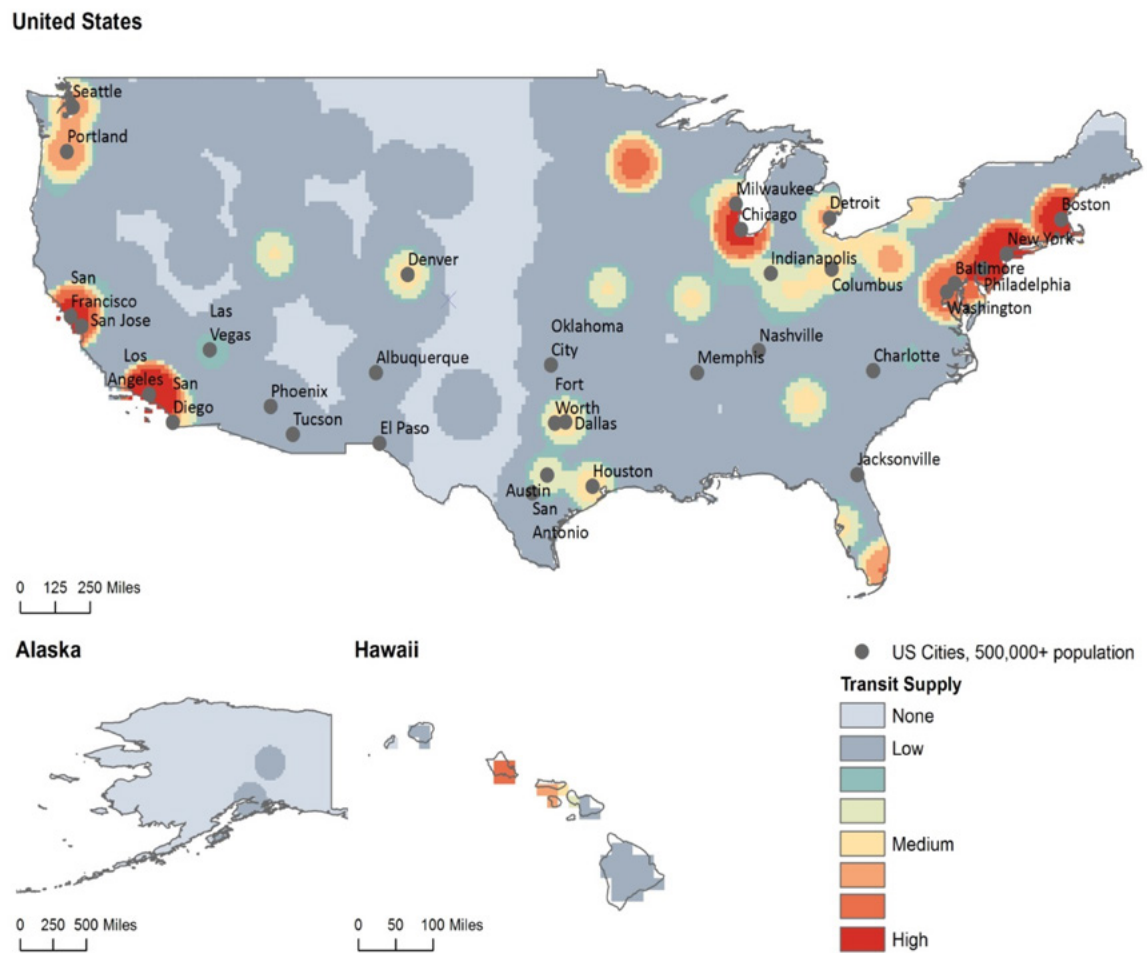 United States
Seattle
Portland
Milwaukee
Chicago
Detroit
Boston
New York
Indianapolis
Columbus
Baltimore
Philadelphia
Washington
Denver
San
Francisco
San Jose
Las
Vegas
Los
Angeles
San
Diego
Phoenix
Tucson
Albuquerque
El Paso
Oklahoma
City
Fort
Worth
Dallas
Memphis
Nashville
Charlotte
Jacksonville
Houston
Austin
San
Antonio
0 125 250 Miles
Alaska
0 250 500 Miles
Hawaii
0 50 100 Miles
US Cities, 500,000+ population
Transit Supply
None
Low
Medium
High